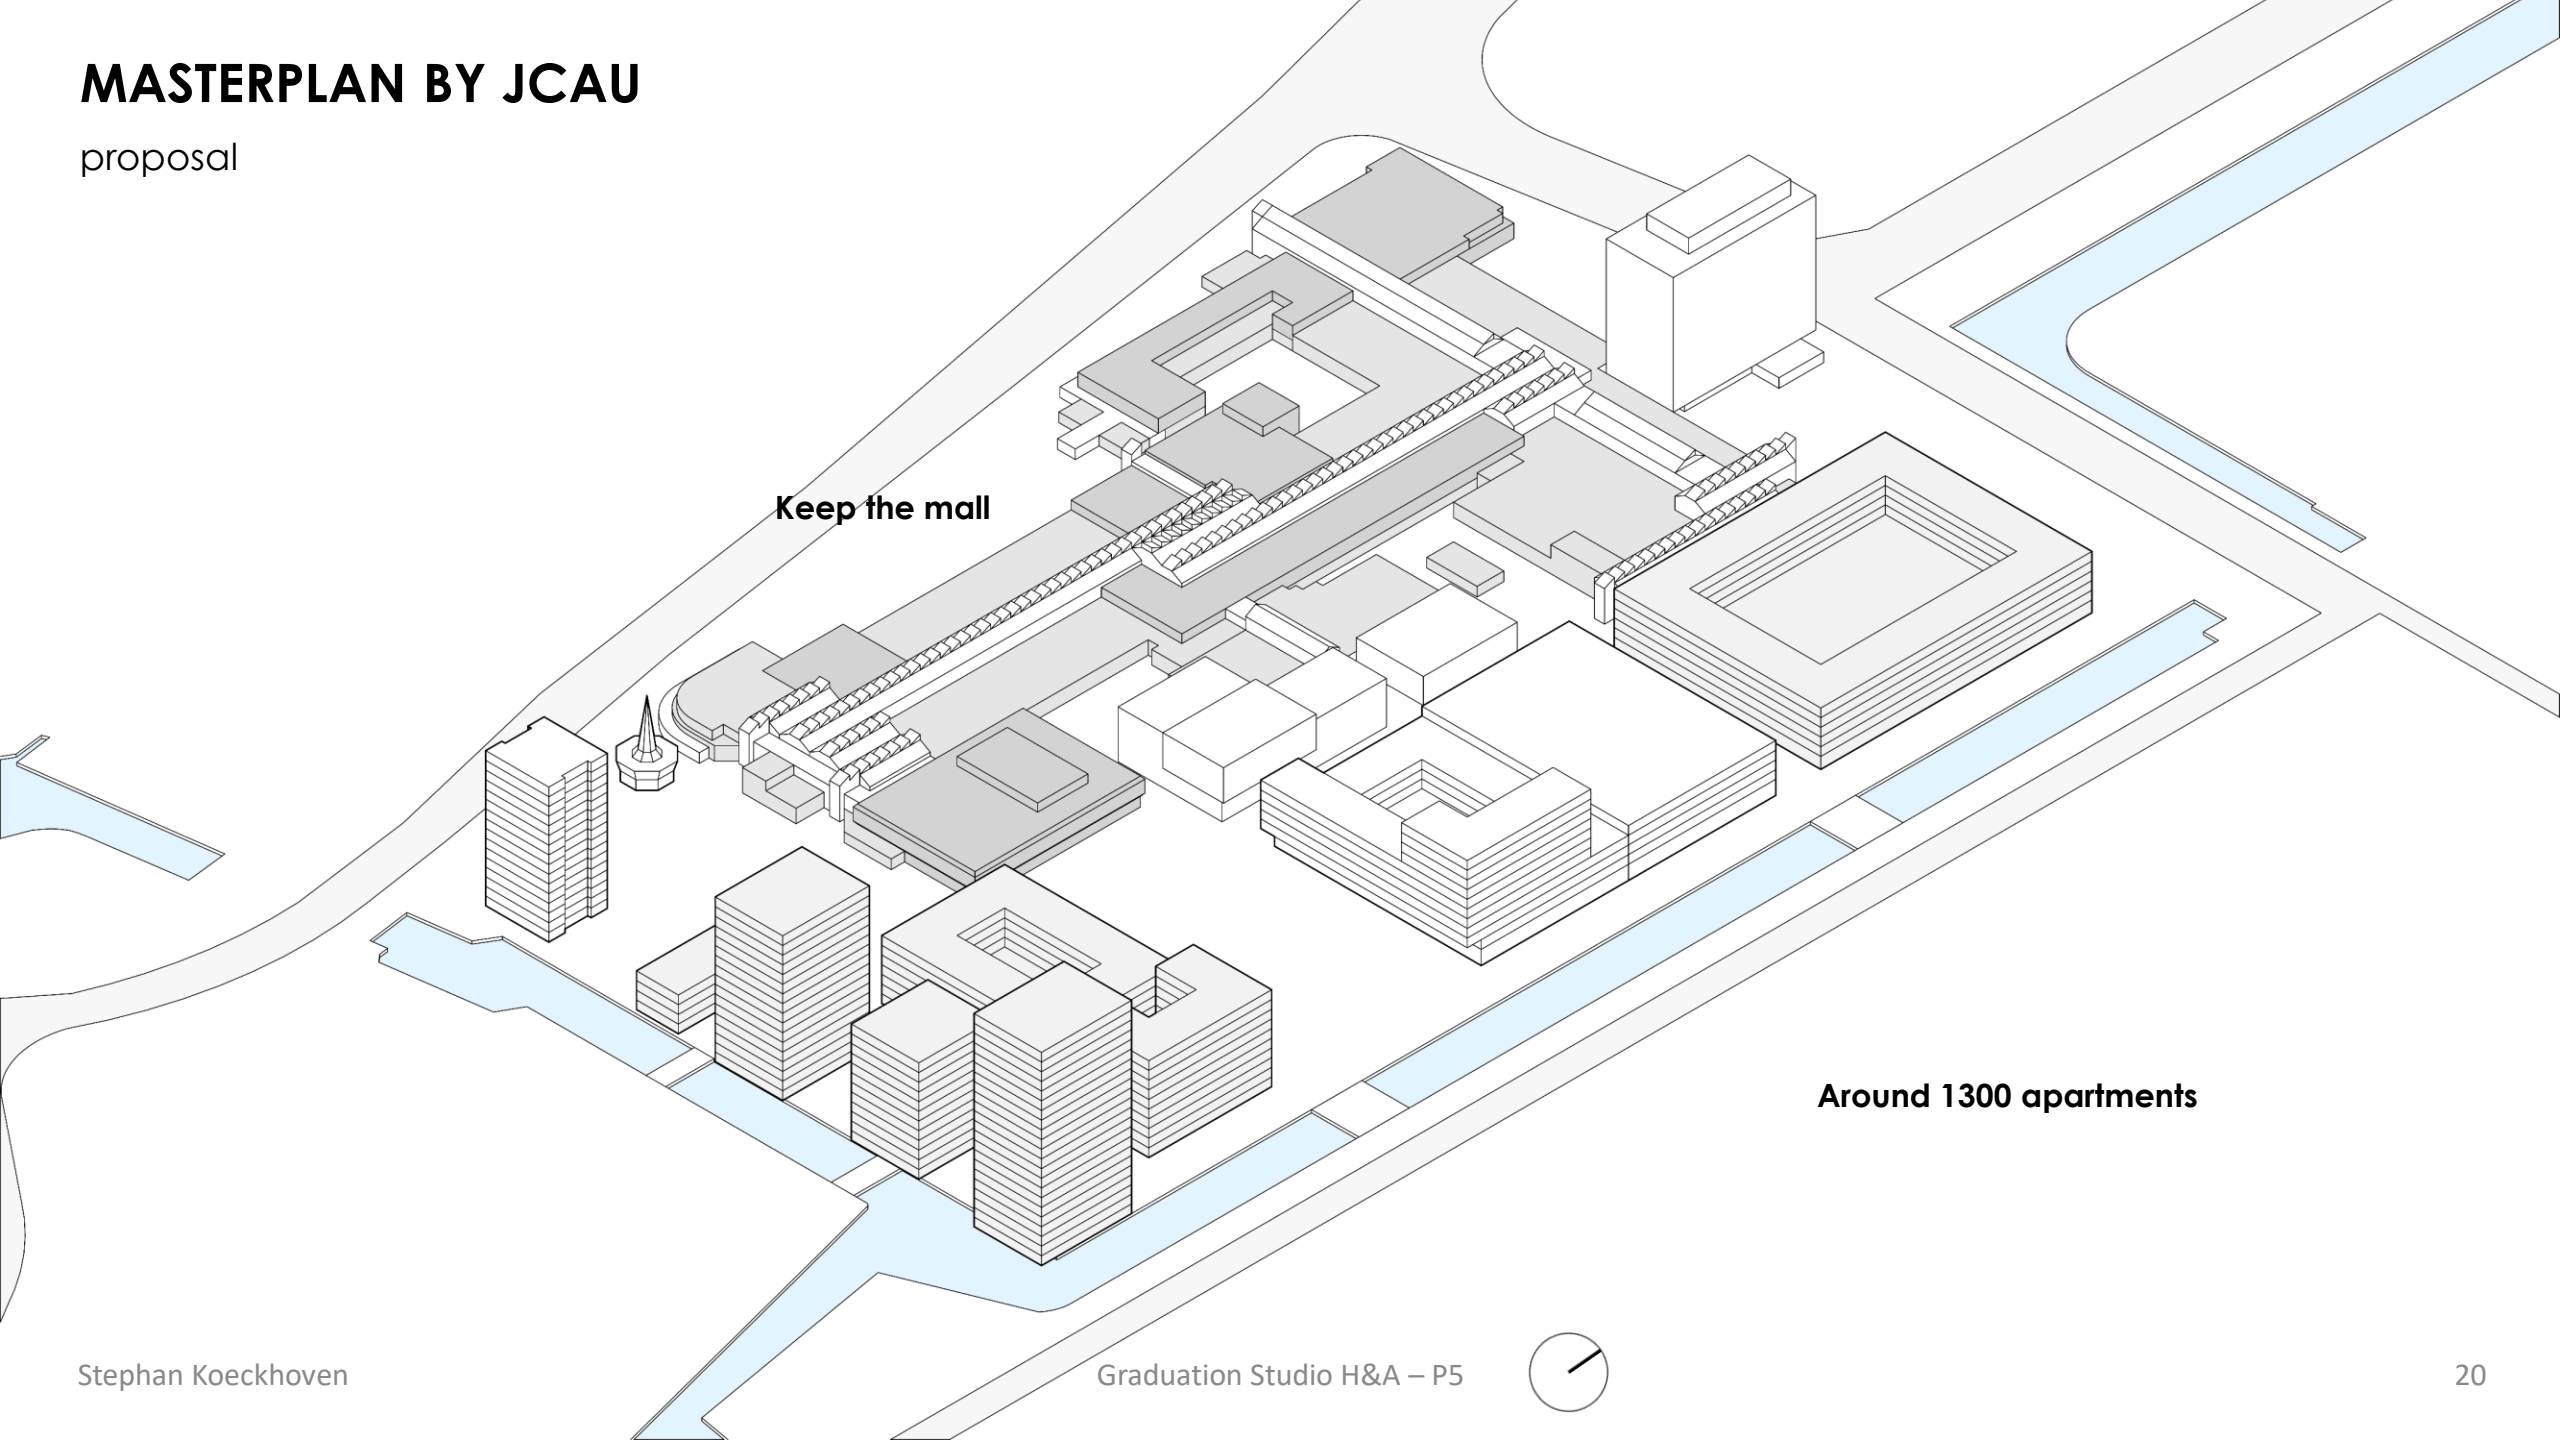 MASTERPLAN BY JCAU
proposal
Keep the mall
Around 1300 apartments
Stephan Koeckhoven
Graduation Studio H&A – P5
20